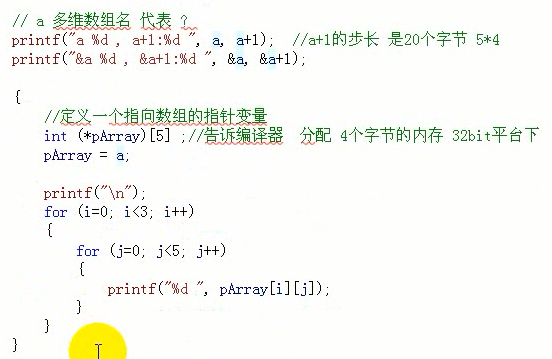 // a 多维数组名 代表 ？
printf("a %d , a+1:%d ", a, a+1);  //a+1的步长 是20个字节 5*4
printf("&a %d , &a+1:%d ", &a, &a+1);
{
//定义一个指向数组的指针变量
int (*pArray)[5] ;//告诉编译器  分配 4个字节的内存 32bit平台下
pArray = a;
printf("\n");
for (i=0; i<3; i++)
{
for (j=0; j<5; j++)
{
printf("%d ", pArray[i][j]);
}
}
}